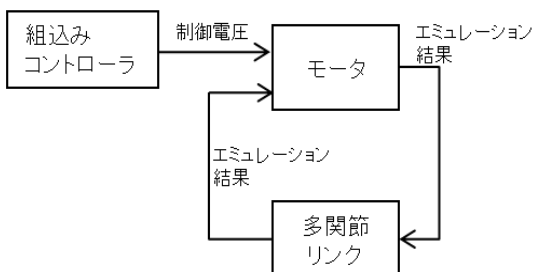 組込み
コントローラ
制御電圧
モータ
エミュレーション
結果
エミュレーション
結果
多関節
リンク